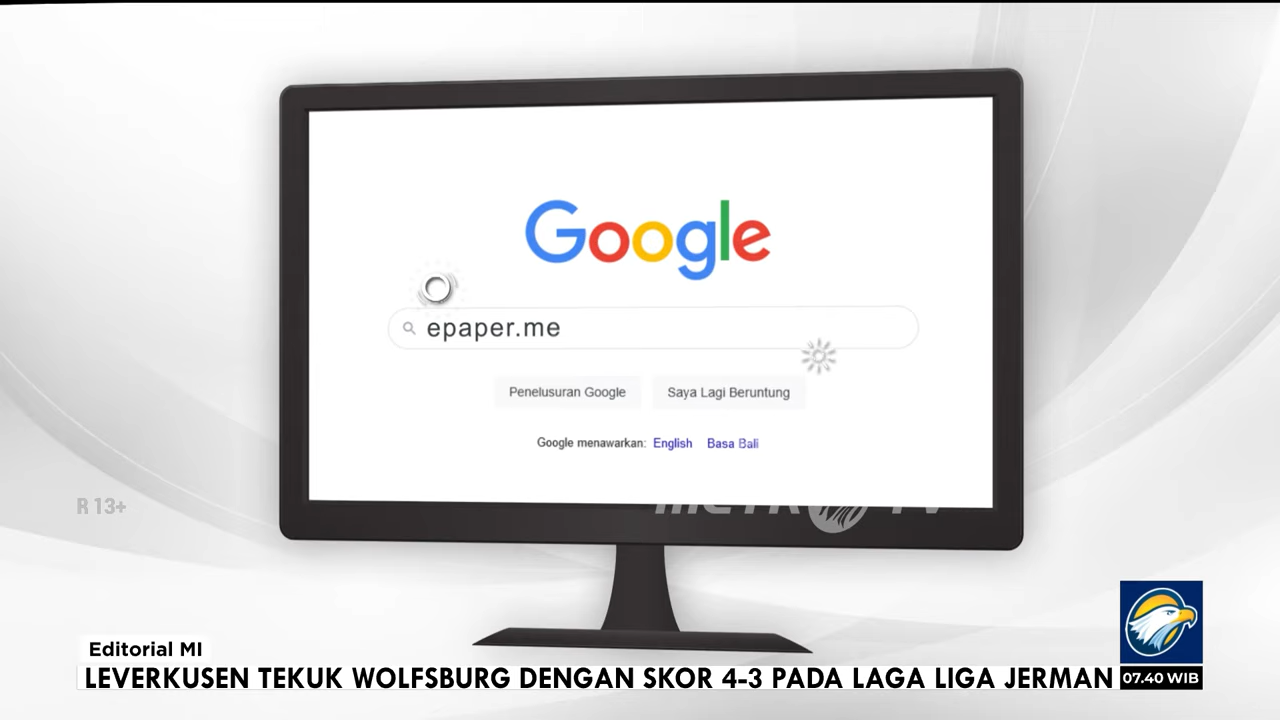 Google
epaper.me
Penelusuran Google
Saya Lagi Beruntung
Google menawarkan: English Basa Bali
R 13+
Editorial MI
LEVERKUSEN TEKUK WOLFSBURG DENGAN SKOR 4-3 PADA LAGA LIGA JERMAN
07.40 WIB